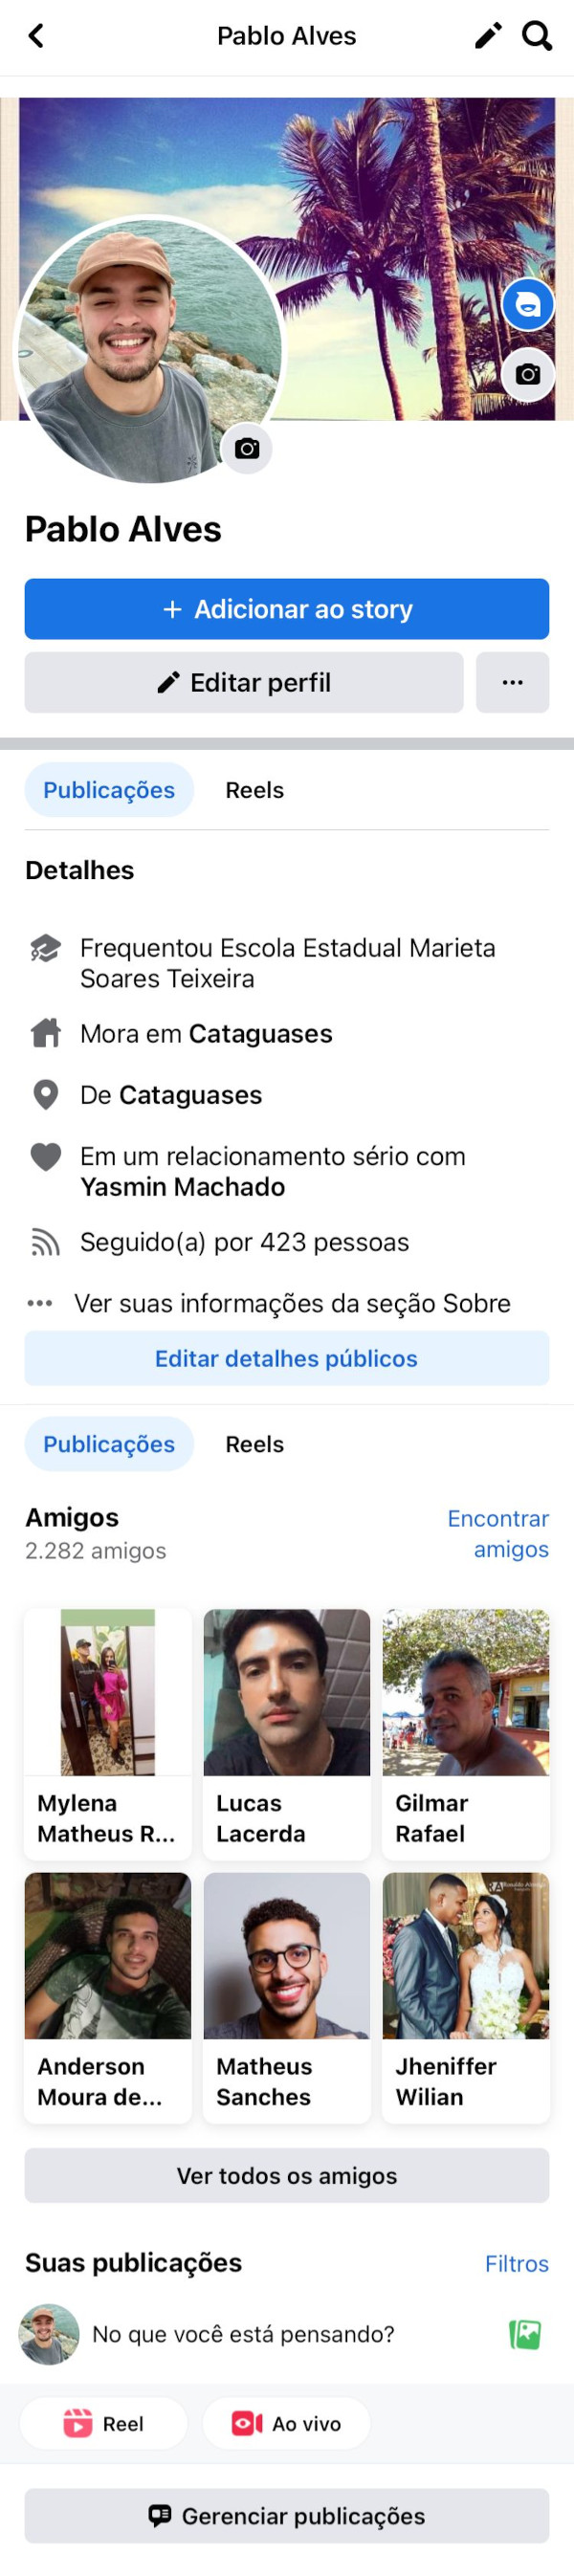 Pablo Alves
Pablo Alves
+ Adicionar ao story
Editar perfil
...
Publicações Reels
Detalhes
Frequentou Escola Estadual Marieta
Soares Teixeira
Mora em Cataguases
De Cataguases
Em um relacionamento sério com
Yasmin Machado
Seguido(a) por 423 pessoas
... Ver suas informações da seção Sobre
Editar detalhes públicos
Publicações Reels
Amigos
2.282 amigos
Encontrar
amigos
Mylena
Matheus R...
Lucas
Lacerda
Gilmar
Rafael
Anderson
Moura de...
Matheus
Sanches
Jheniffer
Wilian
Ver todos os amigos
Suas publicações Filtros
No que você está pensando?
Reel Ao vivo
Gerenciar publicações